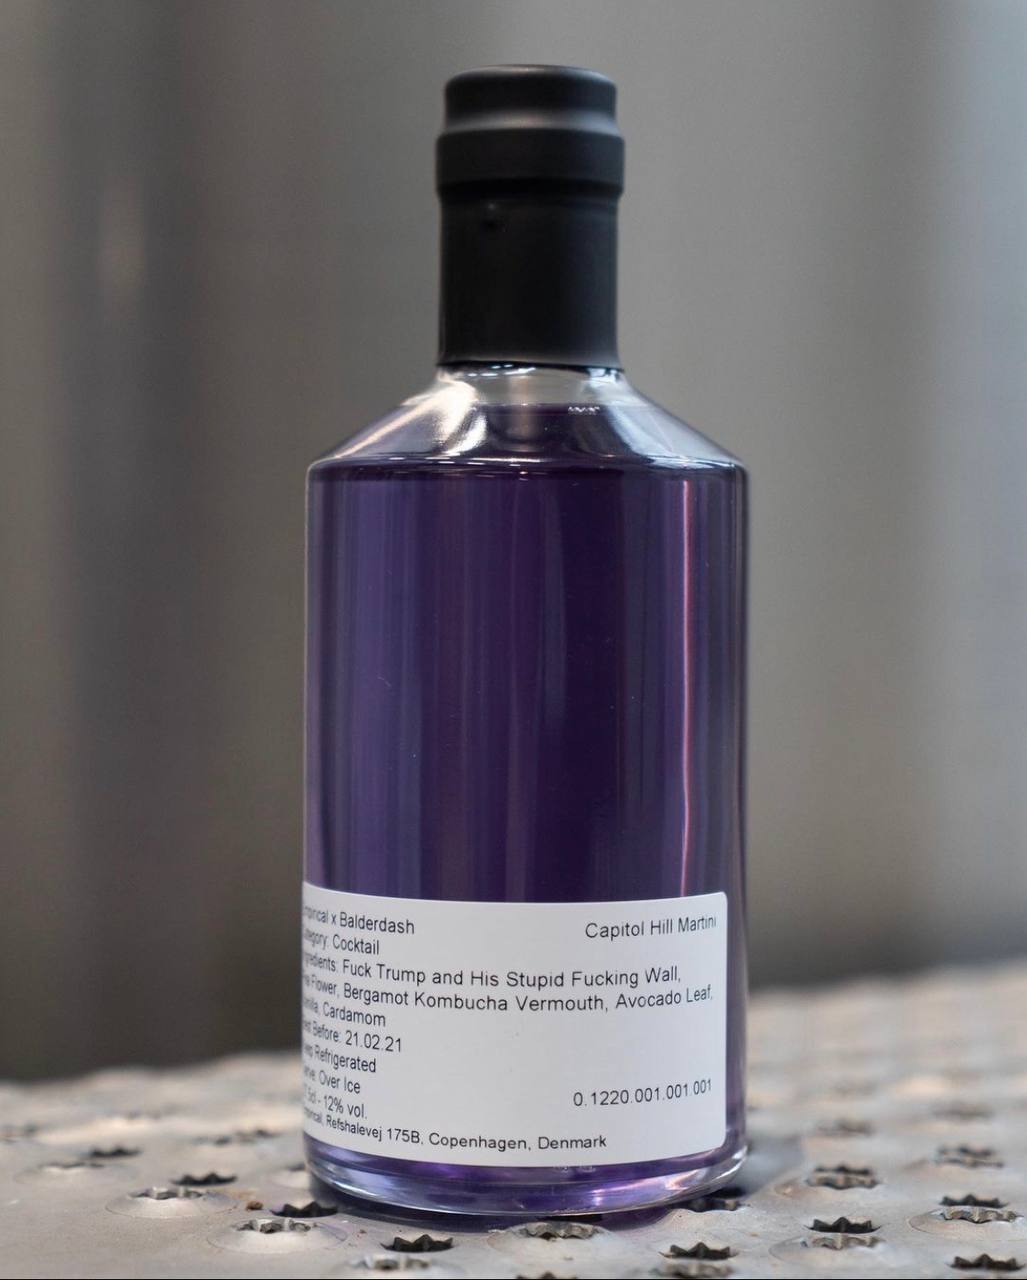 x Balderdash
Capitol Hill Martini
Cocktail
Fuck Trump and His Stupid Fucking Wall,
Flower, Bergamot Kombucha Vermouth, Avocado Leaf,
Cardamom
Before: 21.02.21
Refrigerated
Over Ice
0.1220.001.001.001
- 12% vol.
Refshalevej 175B, Copenhagen, Denmark